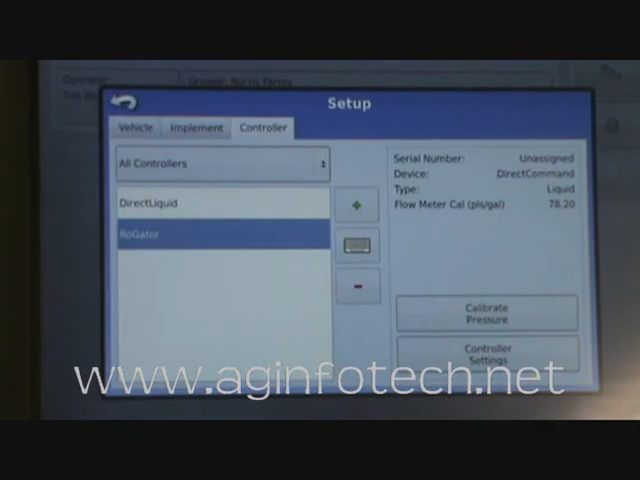 Grower: Norris Farms
Setup
Vehicle Implement Controller
All Controllers
DirectLiquid
RoGator
Serial Number: Unassigned
Device: DirectCommand
Type: Liquid
Flow Meter Cal (pls/gal) 78.20
Calibrate
Pressure
Controller
Settings
www.aginfotech.net